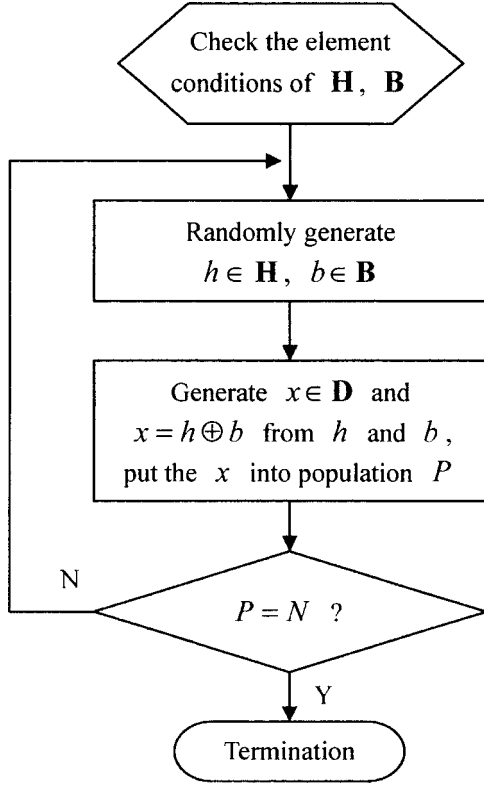 Check the element
conditions of H, B
Randomly generate
h ∈ H, b ∈ B
Generate x ∈ D and
x = h ⊕ b from h and b,
put the x into population P
N
P = N ?
Y
Termination